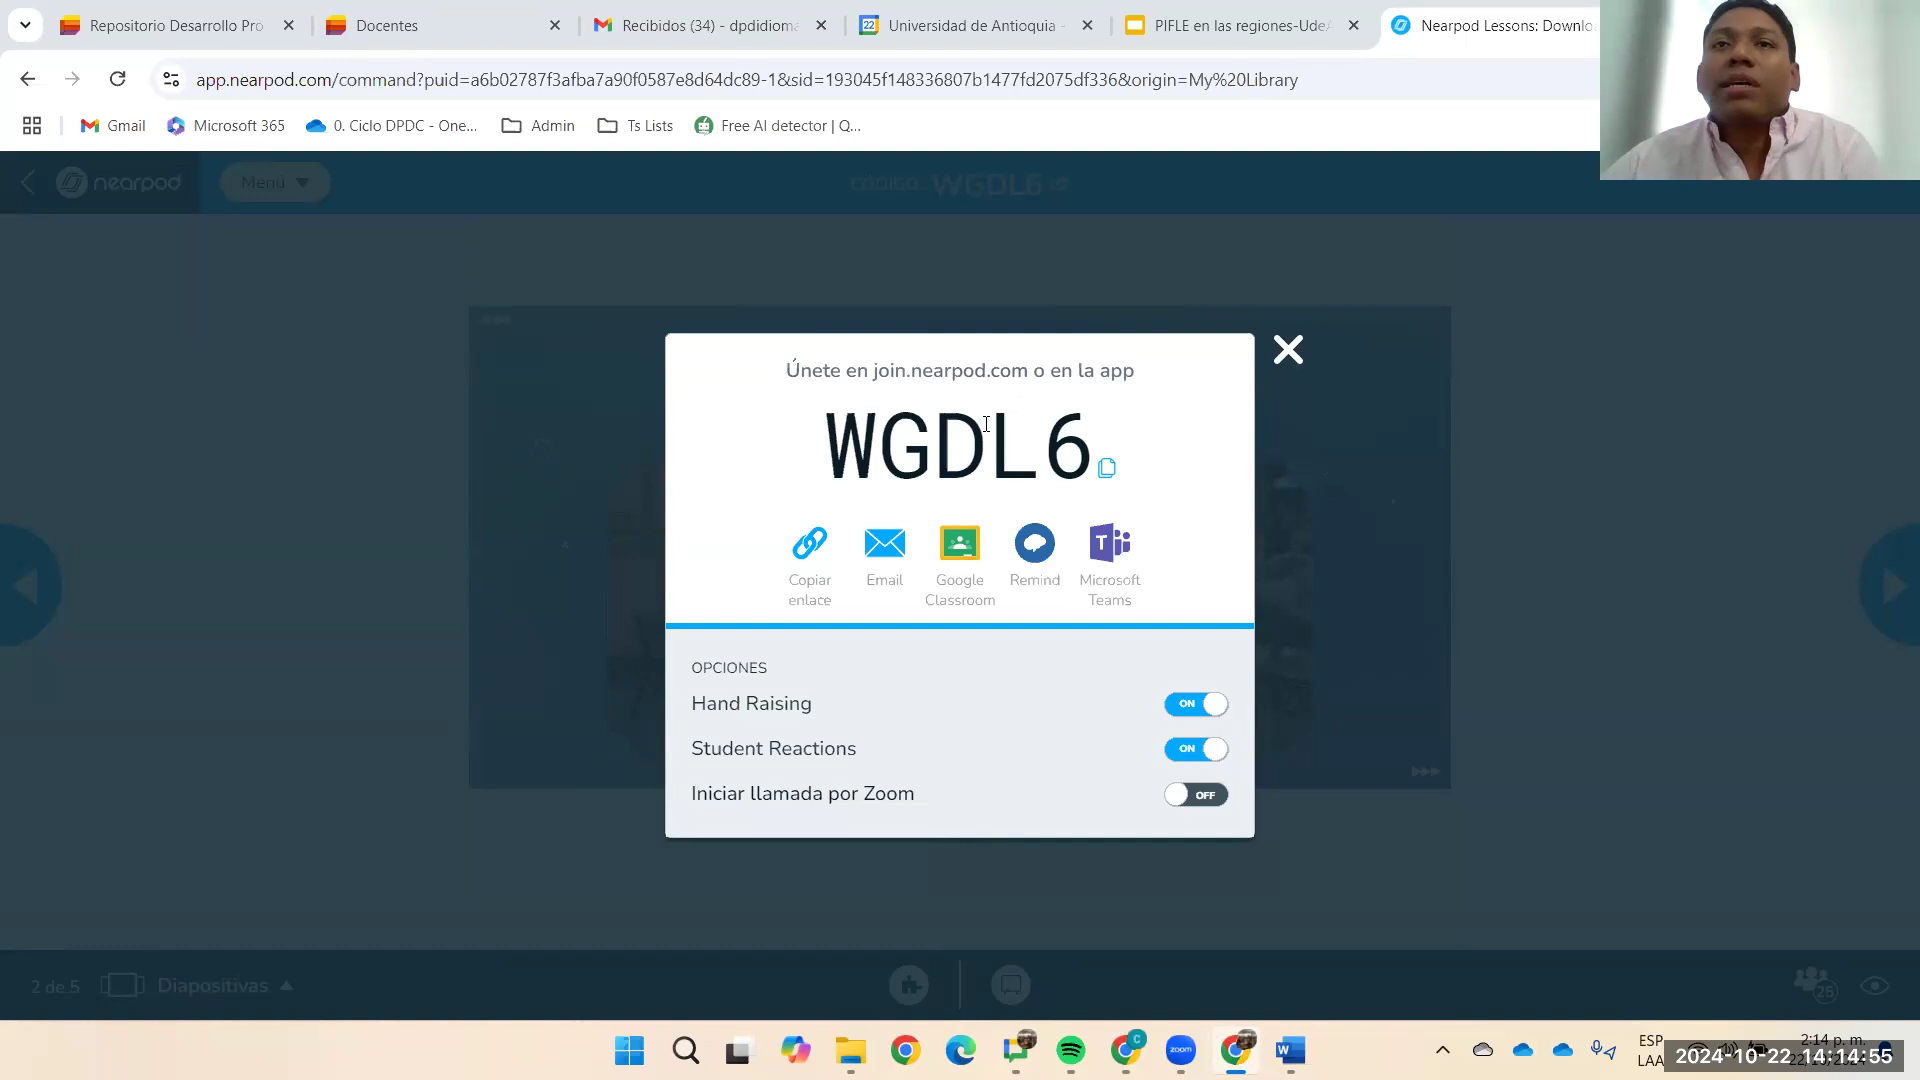 Repositorio Desarrollo Pro
Docentes
Recibidos (34) - dpdidioma
22
Universidad de Antioquia -
PIFLE en las regiones-UdeA
Nearpod Lessons: Downlo
app.nearpod.com/command?puid=a6b02787f3afba7a90f0587e8d64dc89-1&sid=193045f148336807b1477fd2075df336&origin=My%20Library
Gmail
Microsoft 365
0. Ciclo DPDC - One...
Admin
Ts Lists
Free AI detector | Q...
nearpod
Menú
CÓDIGO: WGDL6
Únete en join.nearpod.com o en la app
WGDL6
Copiar enlace
Email
Google Classroom
Remind
Microsoft Teams
OPCIONES
Hand Raising ON
Student Reactions ON
Iniciar llamada por Zoom OFF
2 de 5
Diapositivas
25
zoom
ESP
LAA
2:14 p. m.
2024-10-22 14:14:55